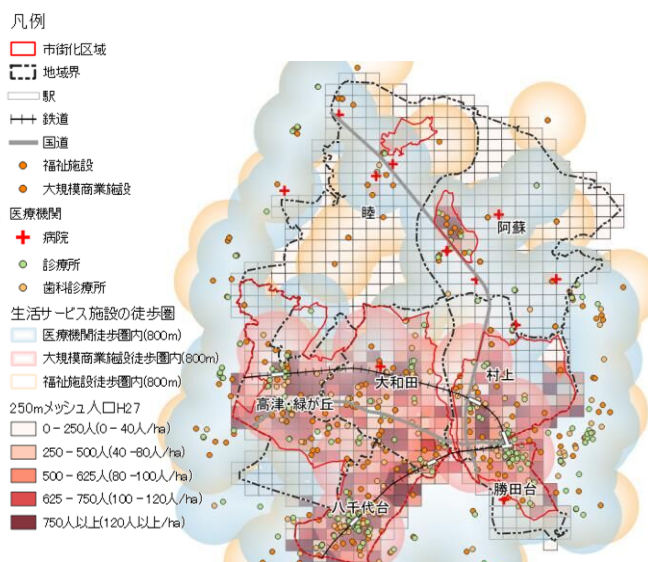 凡例
市街化区域
地域界
駅
鉄道
国道
福祉施設
大規模商業施設
医療機関
病院
診療所
歯科診療所
生活サービス施設の徒歩圏
医療機関徒歩圏内(800m)
大規模商業施設徒歩圏内(800m)
福祉施設徒歩圏内(800m)
250mメッシュ人口H27
0-250人(0-40人/ha)
250-500人(40-80人/ha)
500-625人(80-100人/ha)
625-750人(100-120人/ha)
750人以上(120人以上/ha)
睦
阿蘇
大和田
村上
高津・緑が丘
勝田台
八千代台